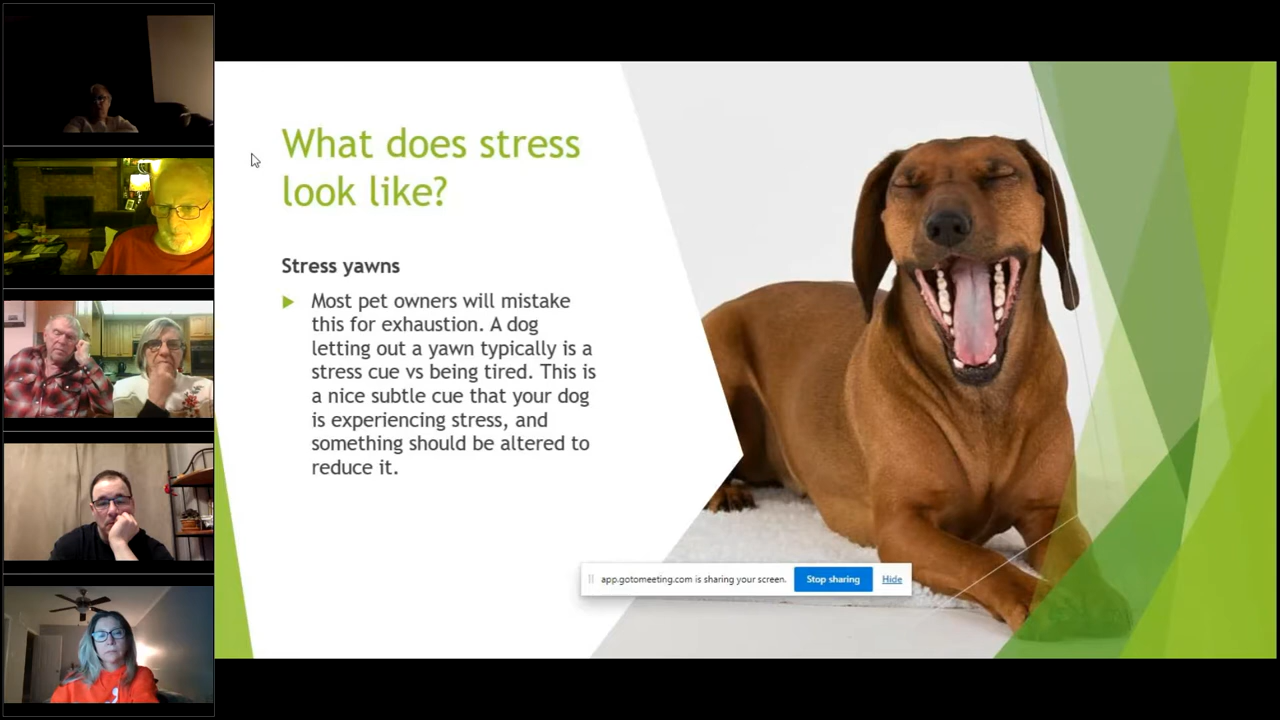 What does stress
look like?
Stress yawns
Most pet owners will mistake
this for exhaustion. A dog
letting out a yawn typically is a
stress cue vs being tired. This is
a nice subtle cue that your dog
is experiencing stress, and
something should be altered to
reduce it.
app.gotomeeting.com is sharing your screen. Stop sharing Hide